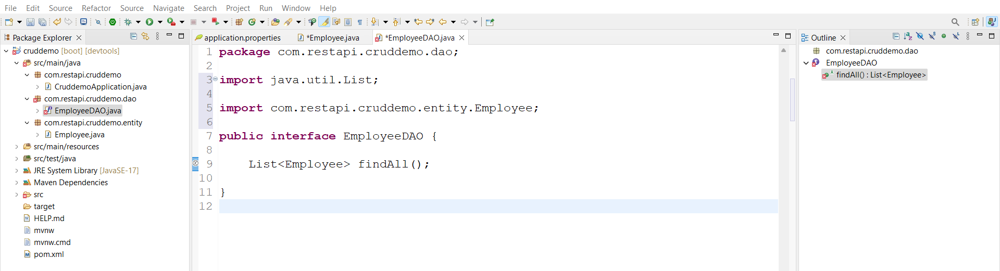 File Edit Source Refactor Source Navigate Search Project Run Window Help
Package Explorer
cruddemo [boot] [devtools]
src/main/java
com.restapi.cruddemo
CruddemoApplication.java
com.restapi.cruddemo.dao
EmployeeDAO.java
com.restapi.cruddemo.entity
Employee.java
src/main/resources
src/test/java
JRE System Library [JavaSE-17]
Maven Dependencies
src
target
HELP.md
mvnw
mvnw.cmd
pom.xml
application.properties *Employee.java *EmployeeDAO.java
1 package com.restapi.cruddemo.dao;
2
3 import java.util.List;
4
5 import com.restapi.cruddemo.entity.Employee;
6
7 public interface EmployeeDAO {
8
9 List<Employee> findAll();
10
11 }
12
Outline
com.restapi.cruddemo.dao
EmployeeDAO
findAll() : List<Employee>